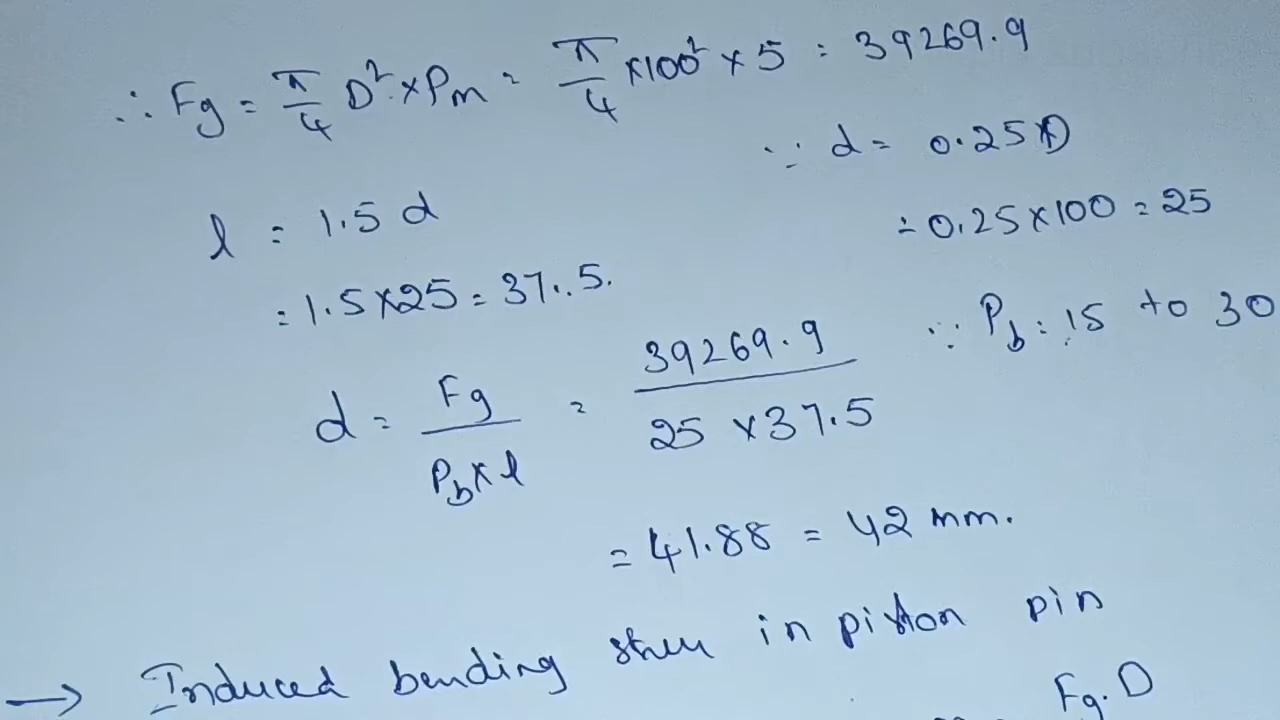 ∴ Fg = π/4 D² × Pm = π/4 × 100² × 5 = 39269.9
∵ d = 0.25 × D
l = 1.5 d
= 0.25 × 100 = 25
= 1.5 × 25 = 37.5.
∵ Pb = 15 to 30
d = Fg / Pb × l = 39269.9 / 25 × 37.5
= 41.88 = 42 mm.
→ Induced bending stress in piston pin
Fg. D